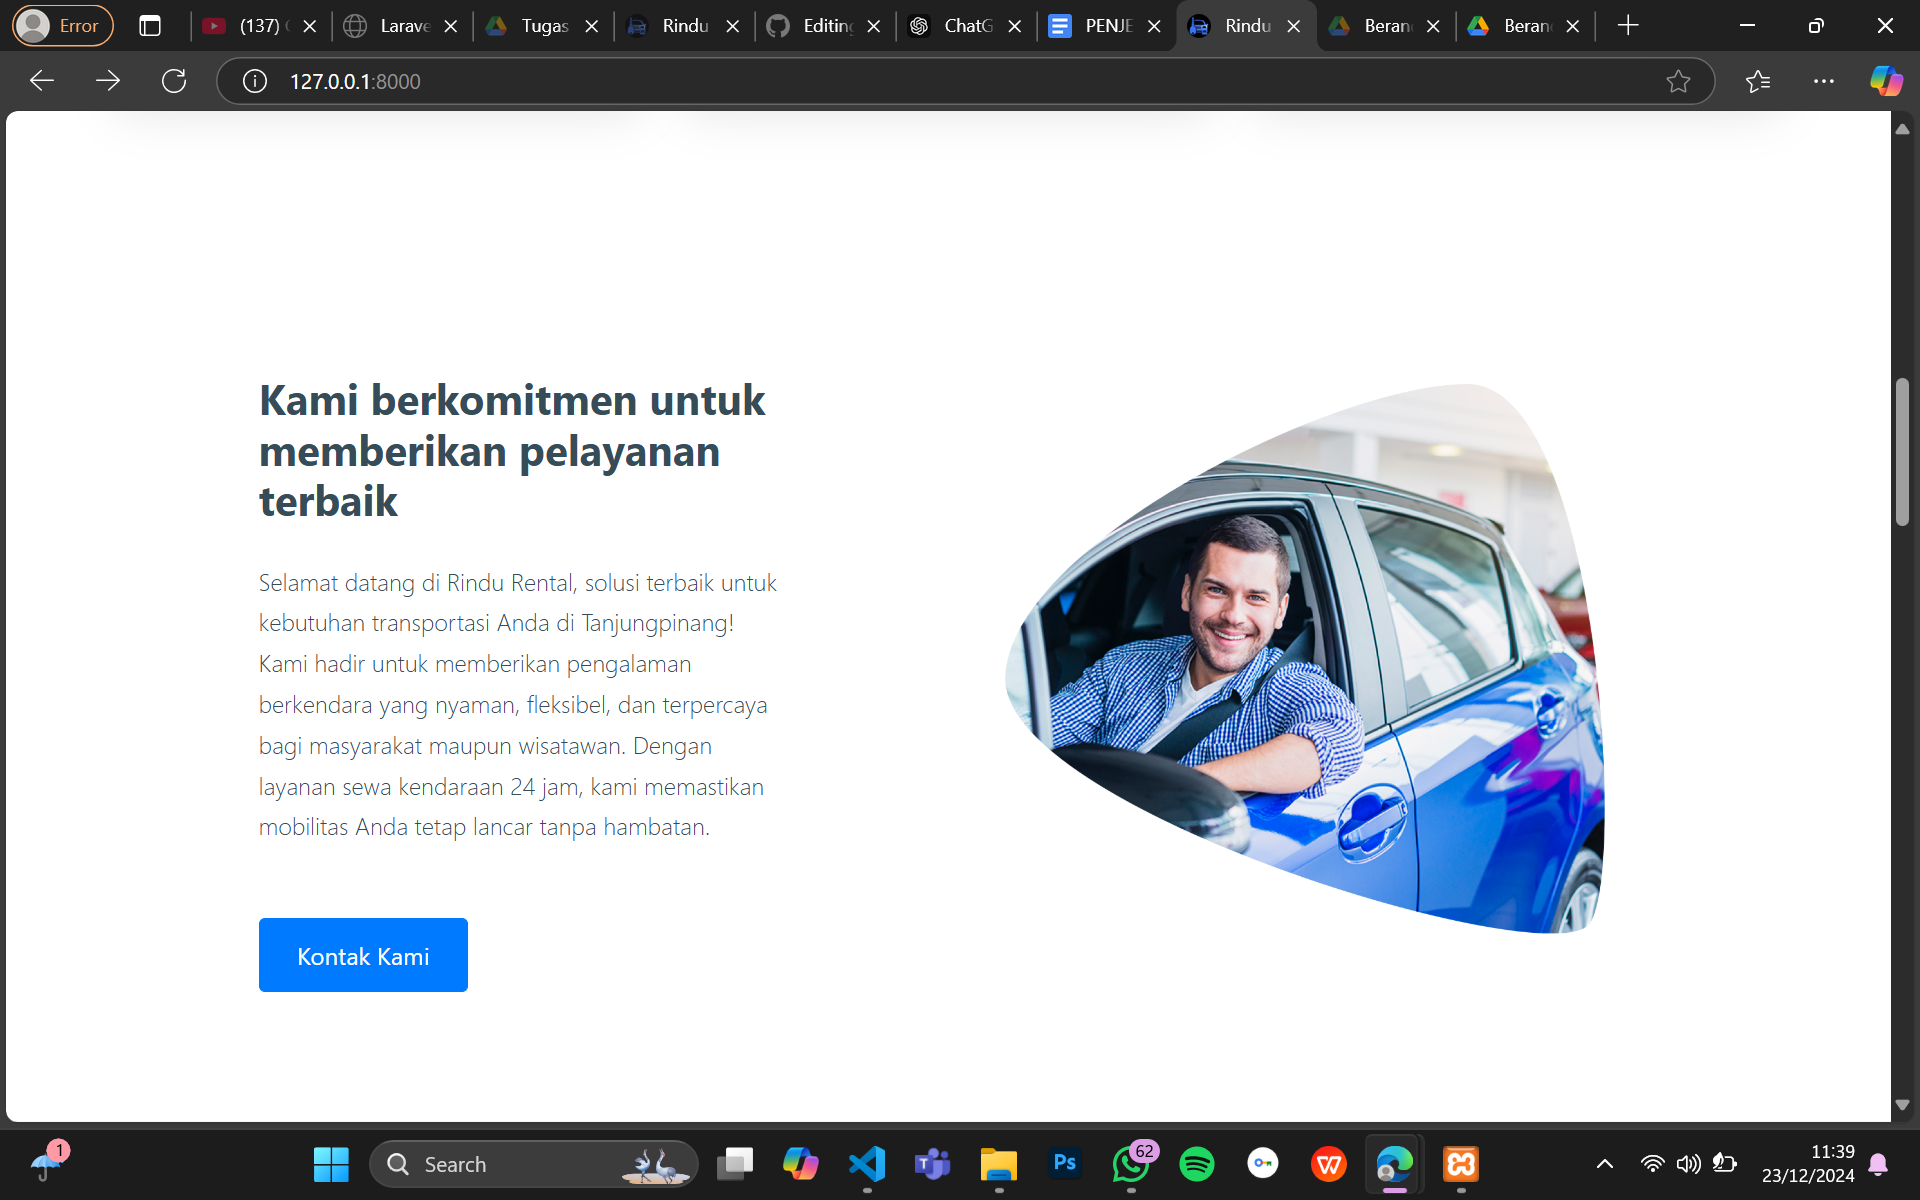 Error
(137)
Larave
Tugas
Rindu
Editing
ChatG
PENJE
Rindu
Beran
Beran
127.0.0.1:8000
Kami berkomitmen untuk
memberikan pelayanan
terbaik
Selamat datang di Rindu Rental, solusi terbaik untuk
kebutuhan transportasi Anda di Tanjungpinang!
Kami hadir untuk memberikan pengalaman
berkendara yang nyaman, fleksibel, dan terpercaya
bagi masyarakat maupun wisatawan. Dengan
layanan sewa kendaraan 24 jam, kami memastikan
mobilitas Anda tetap lancar tanpa hambatan.
Kontak Kami
1
Search
Ps
62
11:39
23/12/2024